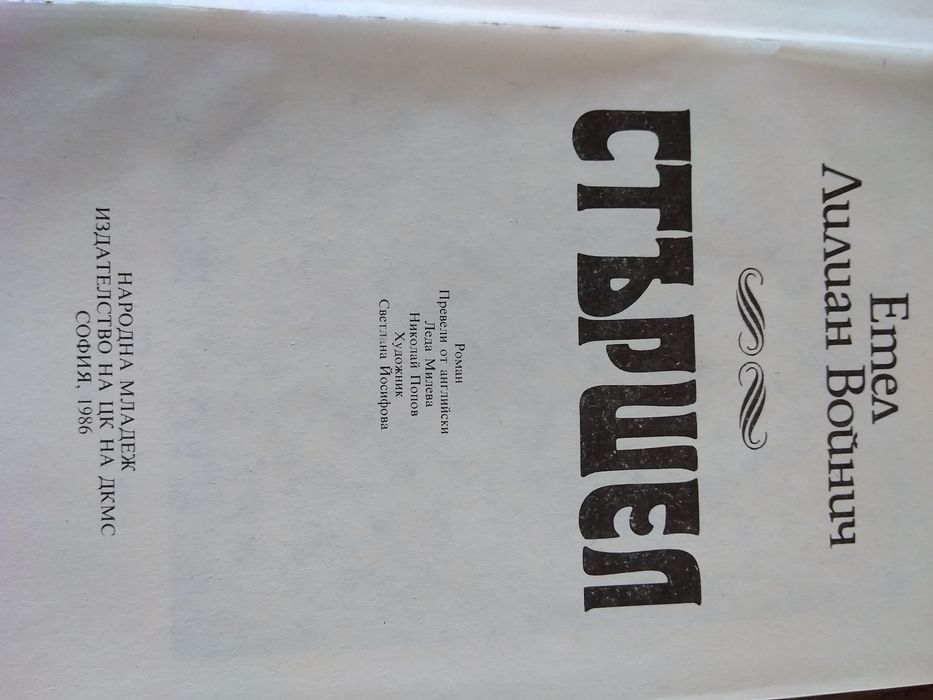 Етел
Лилиан Войнич
СТЪРШЕЛ
Роман
Превели от английски
Леда Милева
Николай Попов
Художник
Светлана Йосифова
НАРОДНА МЛАДЕЖ
ИЗДАТЕЛСТВО НА ЦК НА ДКМС
СОФИЯ, 1986